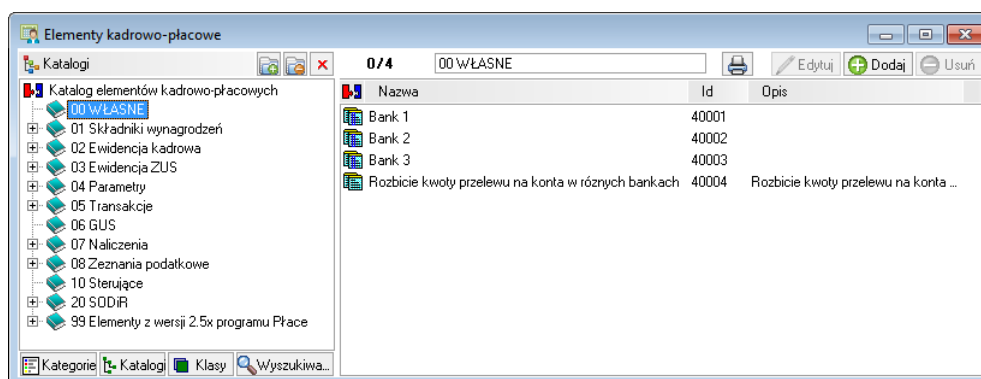 Elementy kadrowo-płacowe
Katalogi
0/4 00 WŁASNE Edytuj Dodaj Usuń
Katalog elementów kadrowo-płacowych
00 WŁASNE
01 Składniki wynagrodzeń
02 Ewidencja kadrowa
03 Ewidencja ZUS
04 Parametry
05 Transakcje
06 GUS
07 Naliczenia
08 Zeznania podatkowe
10 Sterujące
20 SODiR
99 Elementy z wersji 2.5x programu Płace
Nazwa Id Opis
Bank 1 40001
Bank 2 40002
Bank 3 40003
Rozbicie kwoty przelewu na konta w róznych bankach 40004 Rozbicie kwoty przelewu na konta ...
Kategorie Katalogi Klasy Wyszukiwa...